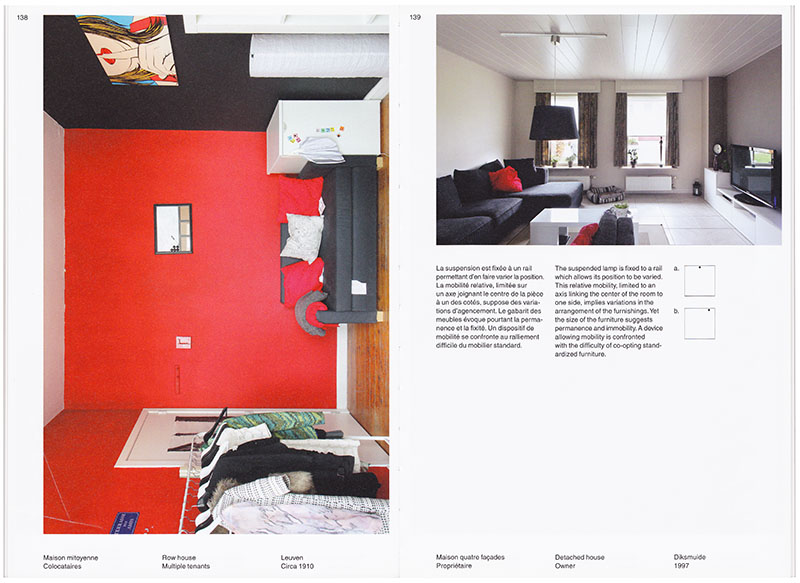 138
139
La suspension est fixée à un rail
permettant d'en faire varier la position.
La mobilité relative, limitée sur
un axe joignant le centre de la pièce
à un des cotés, suppose des varia-
tions d'agencement. Le gabarit des
meubles évoque pourtant la perma-
nence et la fixité. Un dispositif de
mobilité se confronte au ralliement
difficile du mobilier standard.
The suspended lamp is fixed to a rail
which allows its position to be varied.
This relative mobility, limited to an
axis linking the center of the room to
one side, implies variations in the
arrangement of the furnishings. Yet
the size of the furniture suggests
permanence and immobility. A device
allowing mobility is confronted
with the difficulty of co-opting stand-
ardized furniture.
a.
b.
Maison mitoyenne
Colocataires
Row house
Multiple tenants
Leuven
Circa 1910
Maison quatre façades
Propriétaire
Detached house
Owner
Diksmuide
1997